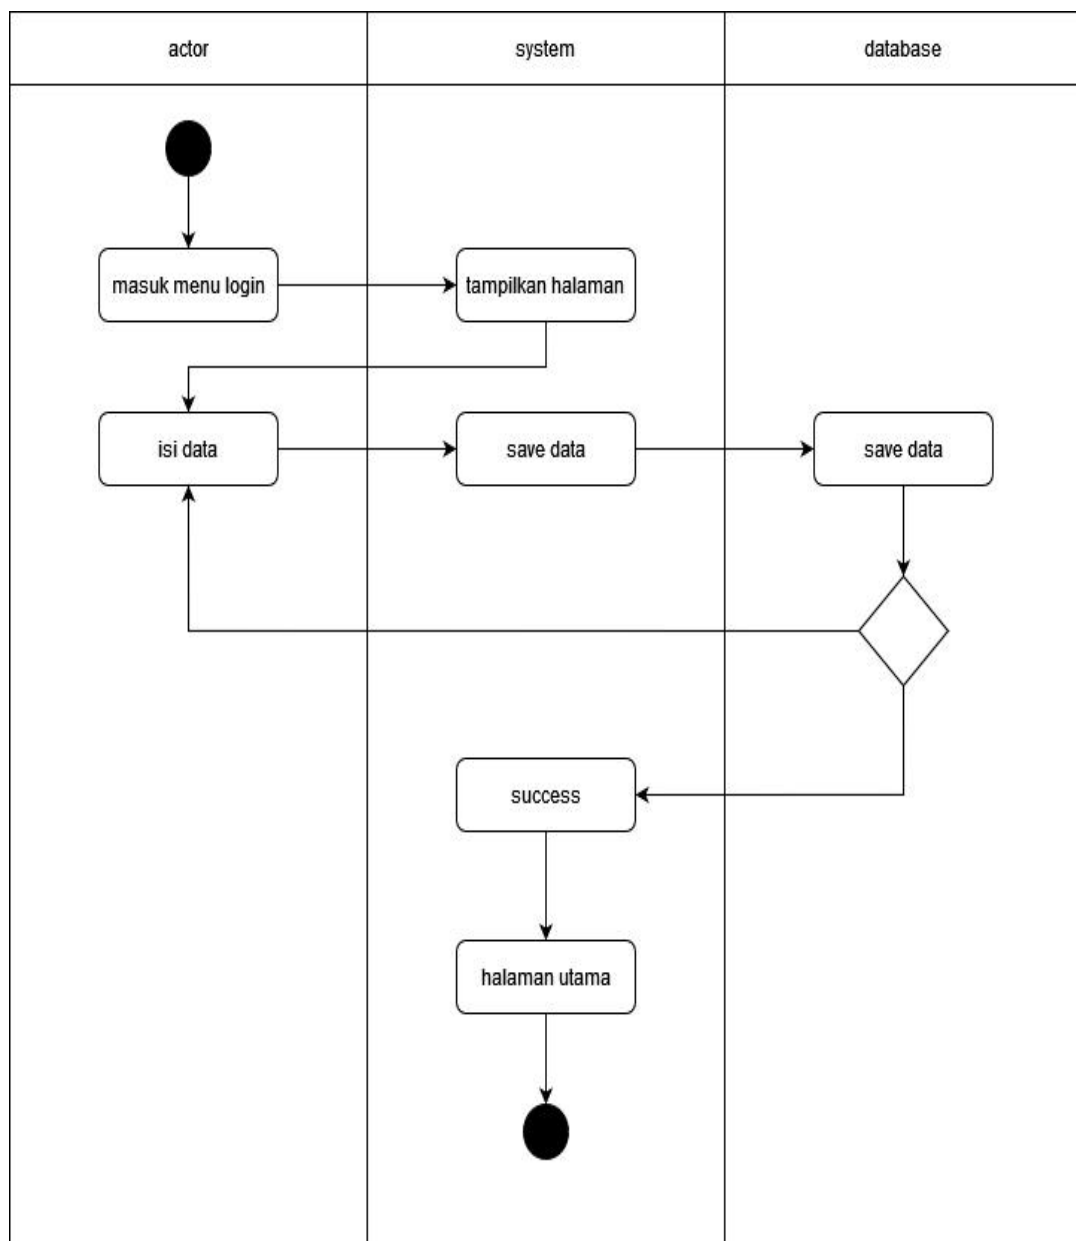 actor
system
database
masuk menu login
tampilkan halaman
isi data
save data
save data
success
halaman utama